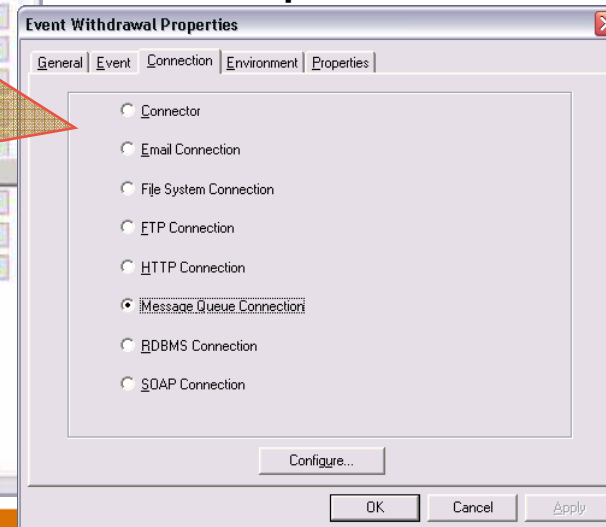 Event Withdrawal Properties
General Event Connection Environment Properties
Connector
Email Connection
File System Connection
FTP Connection
HTTP Connection
Message Queue Connection
RDBMS Connection
SOAP Connection
Configure...
OK Cancel Apply